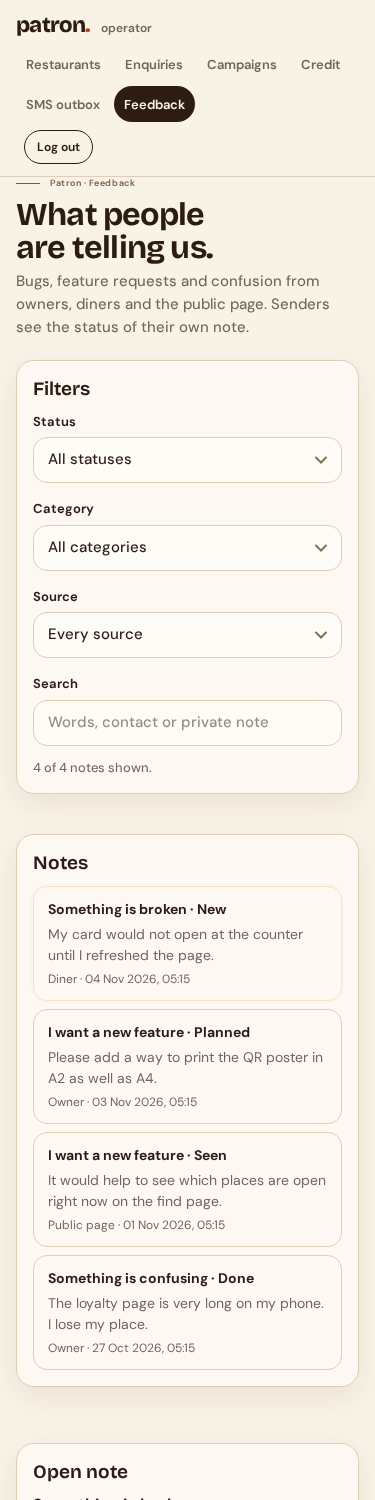 patron. operator
Restaurants Enquiries Campaigns Credit
SMS outbox Feedback
Log out
Patron · Feedback
What people
are telling us.
Bugs, feature requests and confusion from
owners, diners and the public page. Senders
see the status of their own note.
Filters
Status
All statuses
Category
All categories
Source
Every source
Search
Words, contact or private note
4 of 4 notes shown.
Notes
Something is broken · New
My card would not open at the counter
until I refreshed the page.
Diner · 04 Nov 2026, 05:15
I want a new feature · Planned
Please add a way to print the QR poster in
A2 as well as A4.
Owner · 03 Nov 2026, 05:15
I want a new feature · Seen
It would help to see which places are open
right now on the find page.
Public page · 01 Nov 2026, 05:15
Something is confusing · Done
The loyalty page is very long on my phone.
I lose my place.
Owner · 27 Oct 2026, 05:15
Open note